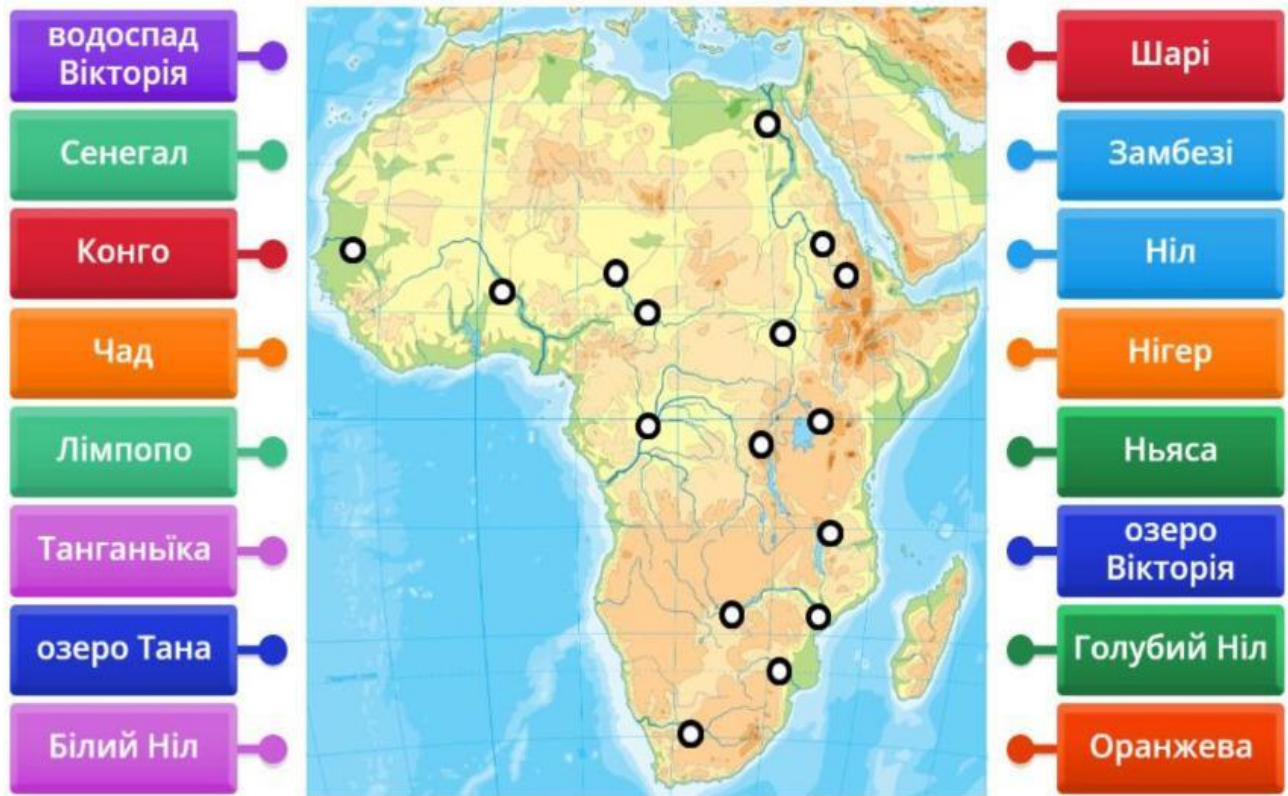 водоспад
Вікторія
Сенегал
Конго
Чад
Лімпопо
Танганьїка
озеро Тана
Білий Ніл
Шарі
Замбезі
Ніл
Нігер
Ньяса
озеро
Вікторія
Голубий Ніл
Оранжева